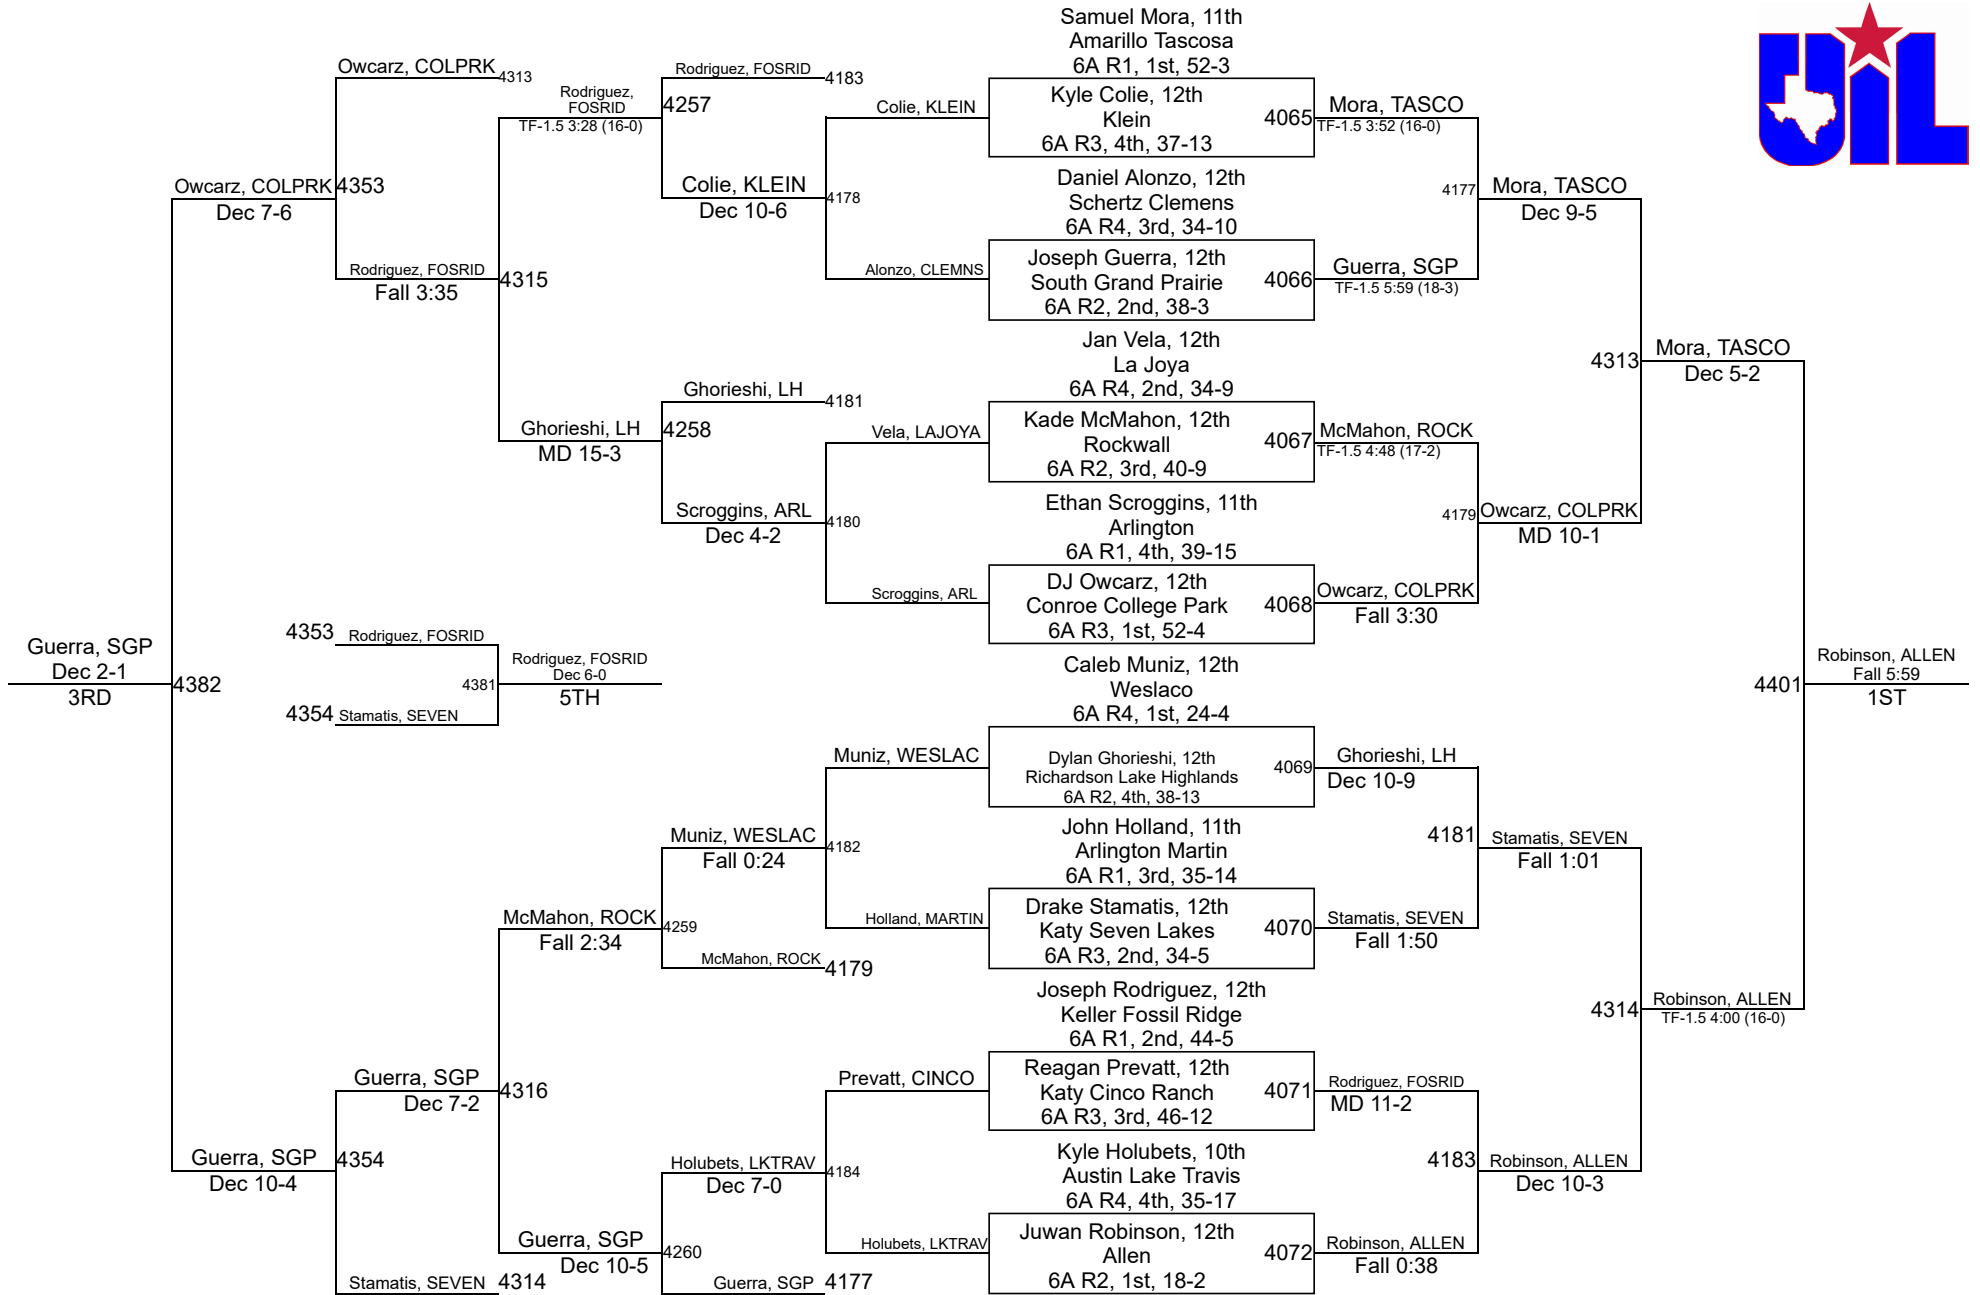 Samuel Mora, 11th
Amarillo Tascosa
6A R1, 1st, 52-3
Kyle Colie, 12th
Klein
6A R3, 4th, 37-13
4065
Daniel Alonzo, 12th
Schertz Clemens
6A R4, 3rd, 34-10
Joseph Guerra, 12th
South Grand Prairie
6A R2, 2nd, 38-3
4066
Jan Vela, 12th
La Joya
6A R4, 2nd, 34-9
Kade McMahon, 12th
Rockwall
6A R2, 3rd, 40-9
4067
Ethan Scroggins, 11th
Arlington
6A R1, 4th, 39-15
DJ Owcarz, 12th
Conroe College Park
6A R3, 1st, 52-4
4068
Caleb Muniz, 12th
Weslaco
6A R4, 1st, 24-4
Dylan Ghorieshi, 12th
Richardson Lake Highlands
6A R2, 4th, 38-13
4069
John Holland, 11th
Arlington Martin
6A R1, 3rd, 35-14
Drake Stamatis, 12th
Katy Seven Lakes
6A R3, 2nd, 34-5
4070
Joseph Rodriguez, 12th
Keller Fossil Ridge
6A R1, 2nd, 44-5
Reagan Prevatt, 12th
Katy Cinco Ranch
6A R3, 3rd, 46-12
4071
Kyle Holubets, 10th
Austin Lake Travis
6A R4, 4th, 35-17
Juwan Robinson, 12th
Allen
6A R2, 1st, 18-2
4072
Mora, TASCO
TF-1.5 3:52 (16-0)
4177
Guerra, SGP
TF-1.5 5:59 (18-3)
McMahon, ROCK
TF-1.5 4:48 (17-2)
4179
Owcarz, COLPRK
Fall 3:30
Ghorieshi, LH
Dec 10-9
4181
Stamatis, SEVEN
Fall 1:50
Rodriguez, FOSRID
MD 11-2
4183
Robinson, ALLEN
Fall 0:38
Mora, TASCO
Dec 9-5
4313
Owcarz, COLPRK
MD 10-1
Stamatis, SEVEN
Fall 1:01
4314
Robinson, ALLEN
Dec 10-3
Mora, TASCO
Dec 5-2
4401
Robinson, ALLEN
TF-1.5 4:00 (16-0)
Robinson, ALLEN
Fall 5:59
1ST
UIL
Colie, KLEIN
4178
Alonzo, CLEMNS
Vela, LAJOYA
4180
Scroggins, ARL
Muniz, WESLAC
4182
Holland, MARTIN
Prevatt, CINCO
4184
Holubets, LKTRAV
Rodriguez, FOSRID
4183
4257
Colie, KLEIN
Dec 10-6
Ghorieshi, LH
4181
4258
Scroggins, ARL
Dec 4-2
Muniz, WESLAC
Fall 0:24
4259
McMahon, ROCK
4179
Holubets, LKTRAV
Dec 7-0
4260
Guerra, SGP
4177
Rodriguez,
FOSRID
TF-1.5 3:28 (16-0)
4315
Ghorieshi, LH
MD 15-3
McMahon, ROCK
Fall 2:34
4316
Guerra, SGP
Dec 10-5
Owcarz, COLPRK
4313
4353
Rodriguez, FOSRID
Fall 3:35
Guerra, SGP
Dec 7-2
4354
Stamatis, SEVEN
4314
Owcarz, COLPRK
Dec 7-6
4382
Guerra, SGP
Dec 10-4
Guerra, SGP
Dec 2-1
3RD
4353
Rodriguez, FOSRID
4381
4354
Stamatis, SEVEN
Rodriguez, FOSRID
Dec 6-0
5TH